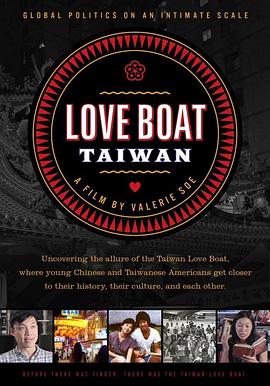 GLOBAL POLITICS ON AN INTIMATE SCALE
LOVE BOAT
TAIWAN
A FILM BY VALERIE SOE
Uncovering the allure of the Taiwan Love Boat,
where young Chinese and Taiwanese Americans get closer
to their history, their culture, and each other.
BEFORE THERE WAS TINDER, THERE WAS THE TAIWAN LOVE BOAT